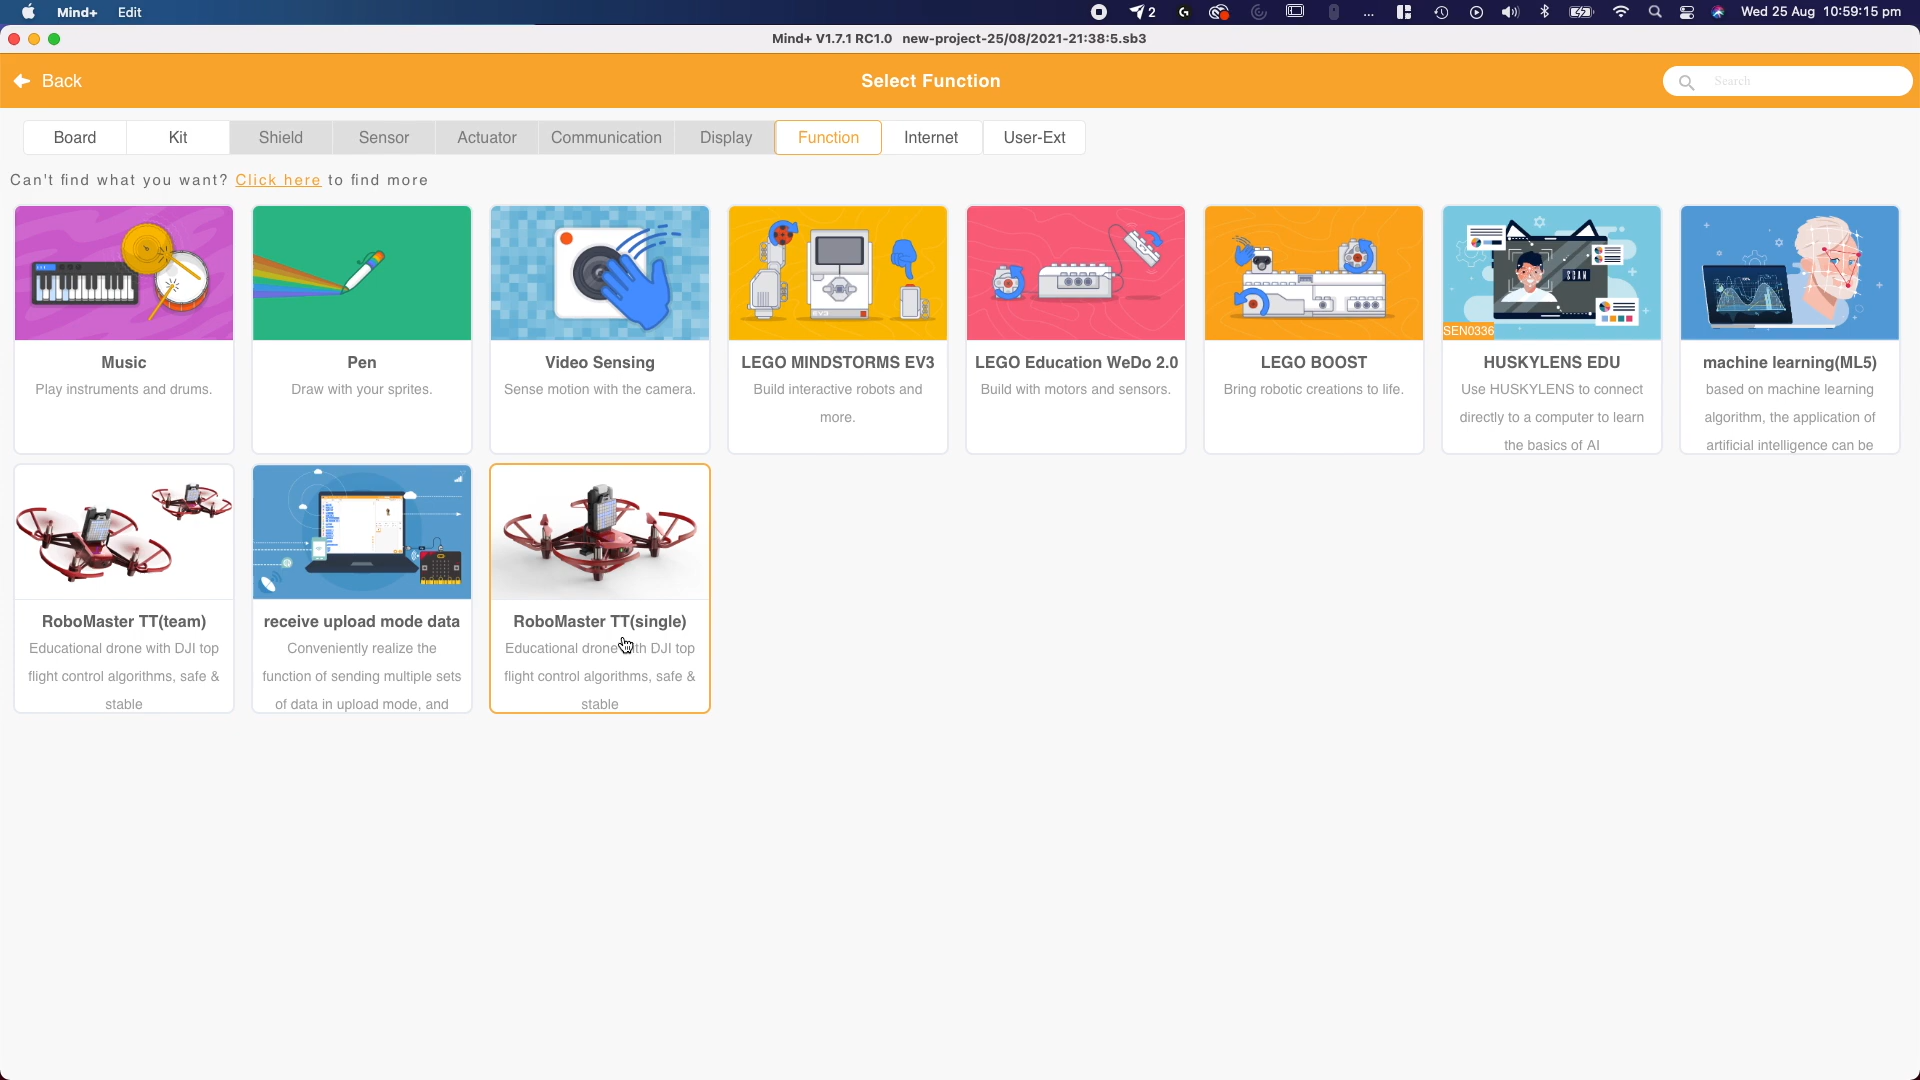 Mind+ Edit
2
...
Wed 25 Aug 10:59:15 pm
Mind+ V1.7.1 RC1.0 new-project-25/08/2021-21:38:5.sb3
Back
Select Function
Search
Board
Kit
Shield
Sensor
Actuator
Communication
Display
Function
Internet
User-Ext
Can't find what you want? Click here to find more
Music
Play instruments and drums.
Pen
Draw with your sprites.
Video Sensing
Sense motion with the camera.
EV3
LEGO MINDSTORMS EV3
Build interactive robots and
more.
LEGO Education WeDo 2.0
Build with motors and sensors.
LEGO BOOST
Bring robotic creations to life.
SCAN
SEN0336
HUSKYLENS EDU
Use HUSKYLENS to connect
directly to a computer to learn
the basics of AI
machine learning(ML5)
based on machine learning
algorithm, the application of
artificial intelligence can be
RoboMaster TT(team)
Educational drone with DJI top
flight control algorithms, safe &
stable
receive upload mode data
Conveniently realize the
function of sending multiple sets
of data in upload mode, and
RoboMaster TT(single)
Educational drone with DJI top
flight control algorithms, safe &
stable